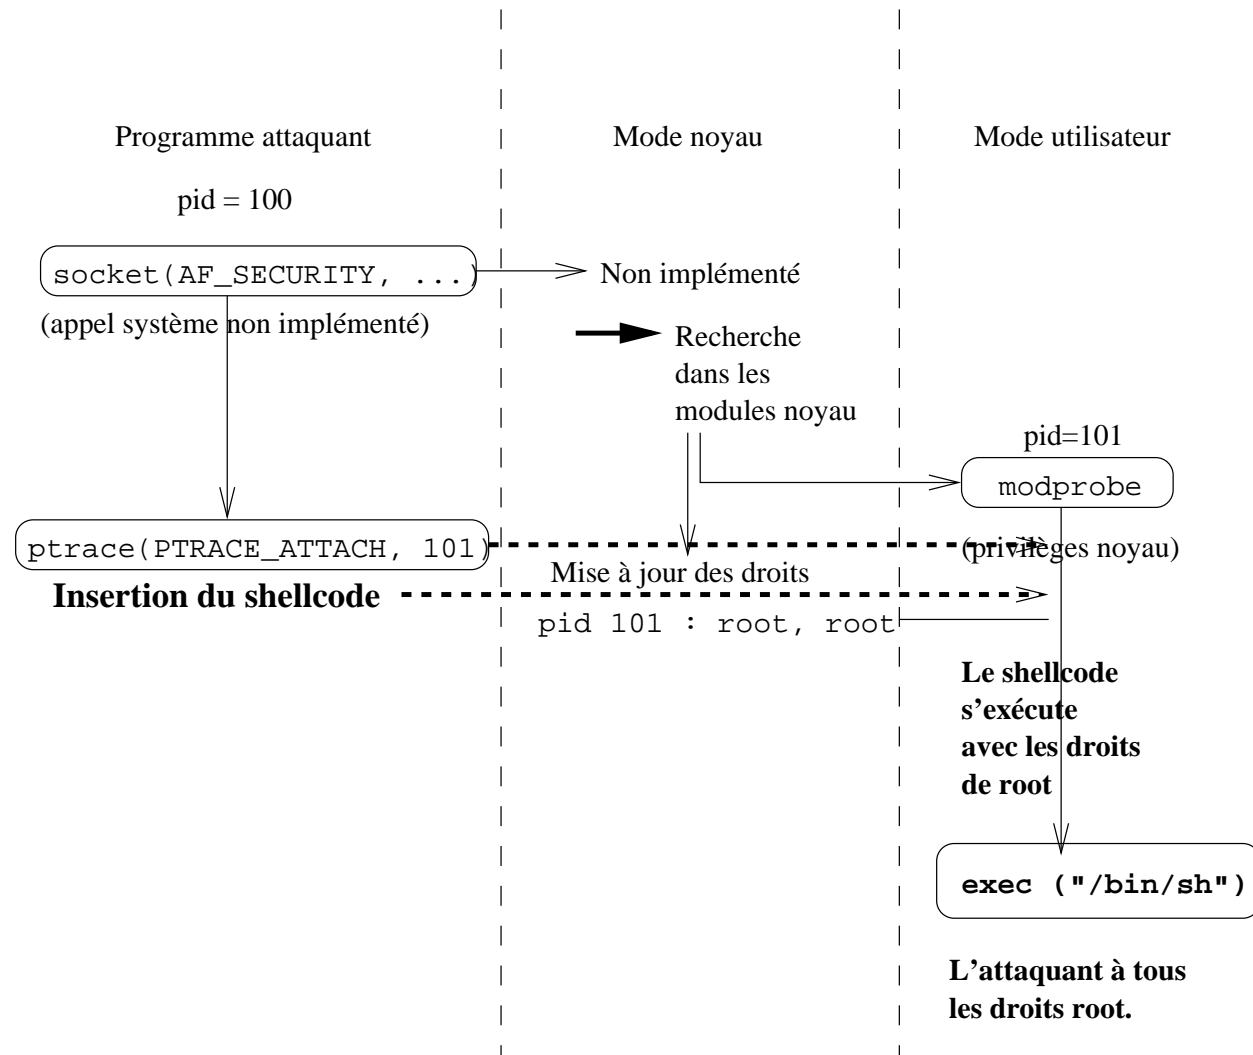 Programme attaquant
Mode noyau
Mode utilisateur
pid = 100
socket(AF_SECURITY, ...)
Non implémenté
(appel système non implémenté)
Recherche
dans les
modules noyau
pid=101
modprobe
ptrace(PTRACE_ATTACH, 101)
(privilèges noyau)
Mise à jour des droits
Insertion du shellcode
pid 101 : root, root
Le shellcode
s'exécute
avec les droits
de root
exec ("/bin/sh")
L'attaquant à tous
les droits root.